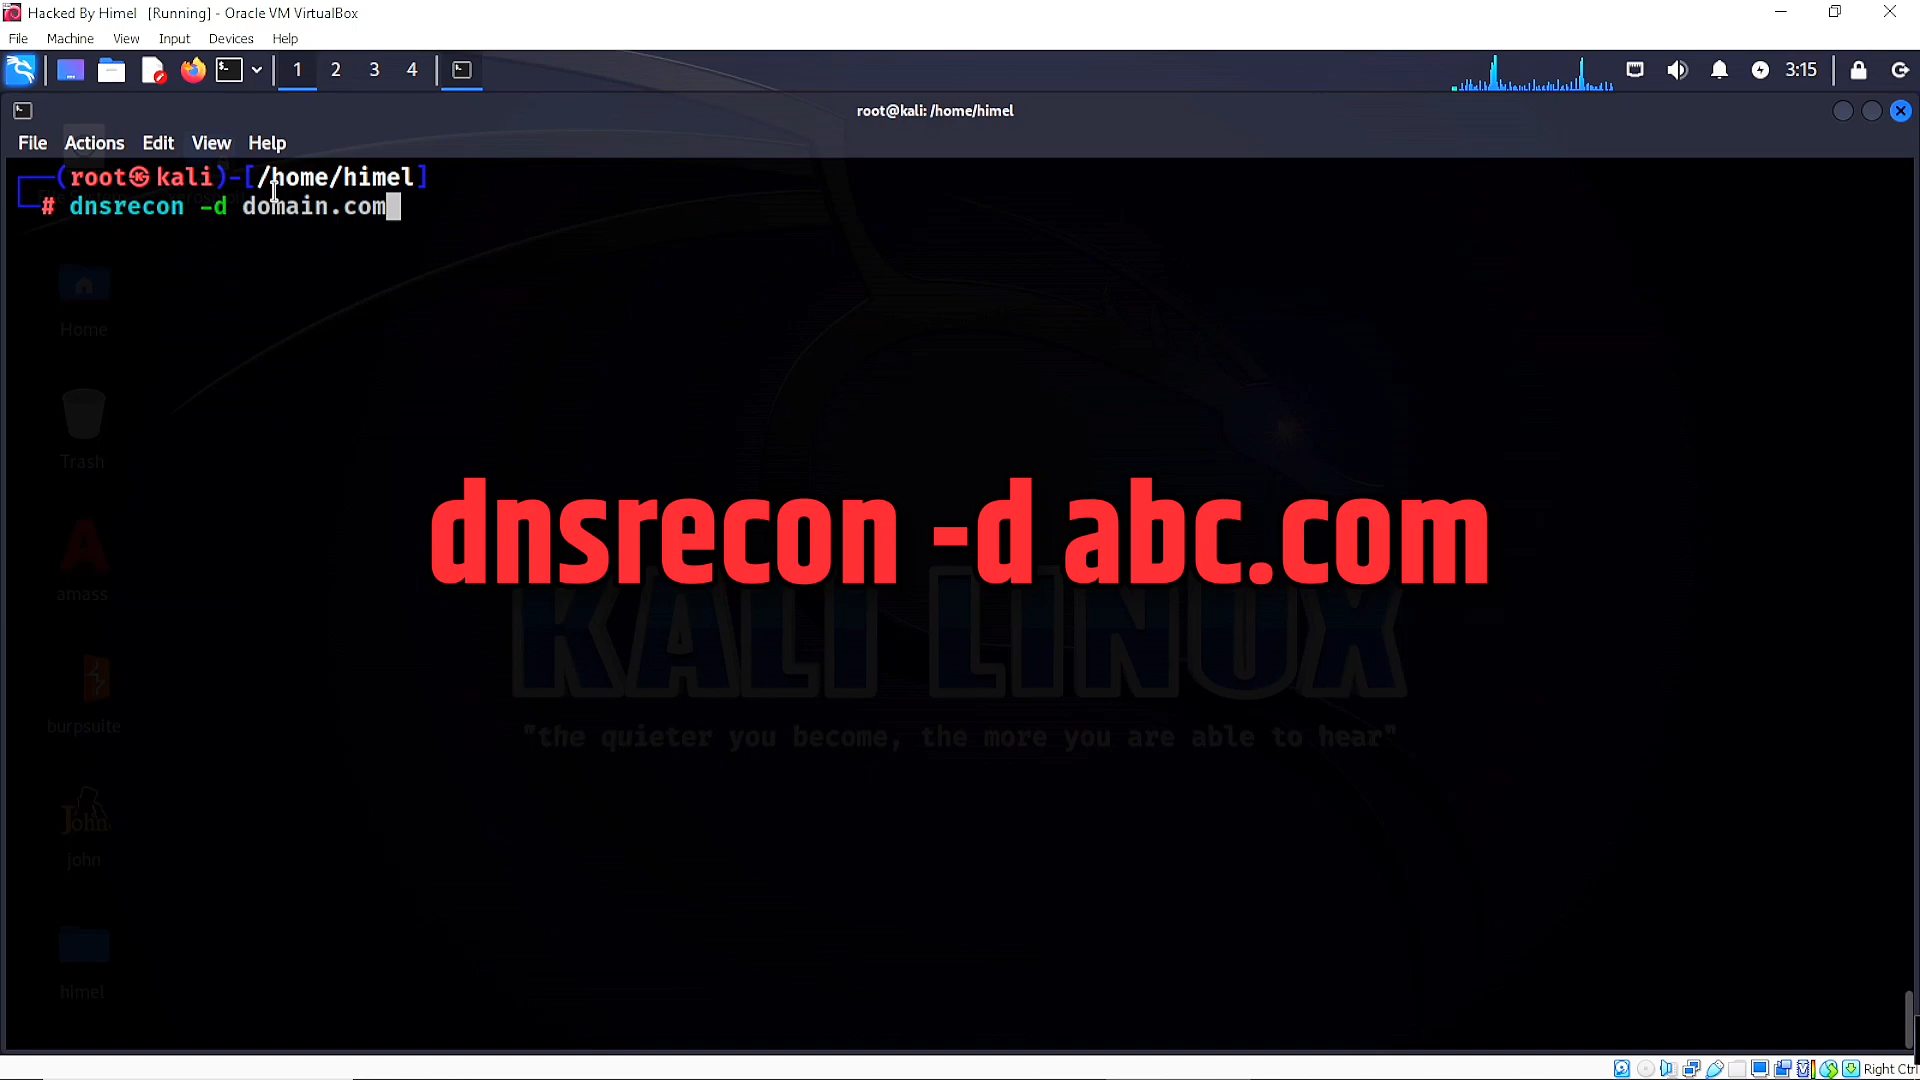 Hacked By Himel [Running] - Oracle VM VirtualBox
File Machine View Input Devices Help
1 2 3 4 3:15
root@kali: /home/himel
File Actions Edit View Help
(root㉿kali)-[/home/himel]
# dnsrecon -d domain.com
Home
Trash
dnsrecon -d abc.com
amass
KALI LINUX
burpsuite
"the quieter you become, the more you are able to hear"
John
john
himel
Right Ctrl